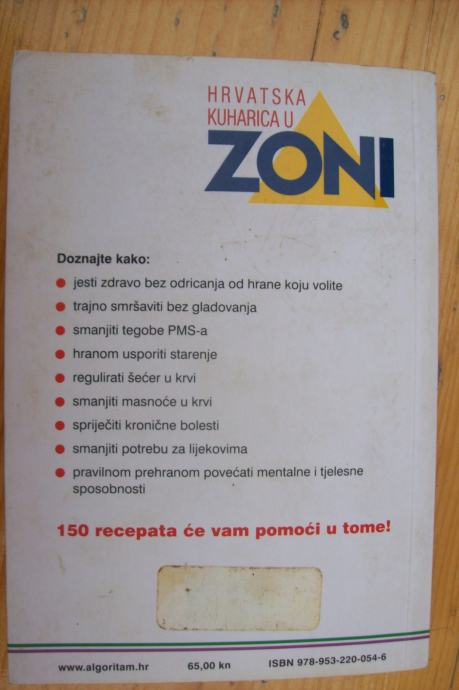 HRVATSKA
KUHARICA U
ZONI
Doznajte kako:
jesti zdravo bez odricanja od hrane koju volite
trajno smršaviti bez gladovanja
smanjiti tegobe PMS-a
hranom usporiti starenje
regulirati šećer u krvi
smanjiti masnoće u krvi
spriječiti kronične bolesti
smanjiti potrebu za lijekovima
pravilnom prehranom povećati mentalne i tjelesne
sposobnosti
150 recepata će vam pomoći u tome!
www.algoritam.hr 65,00 kn ISBN 978-953-220-054-6